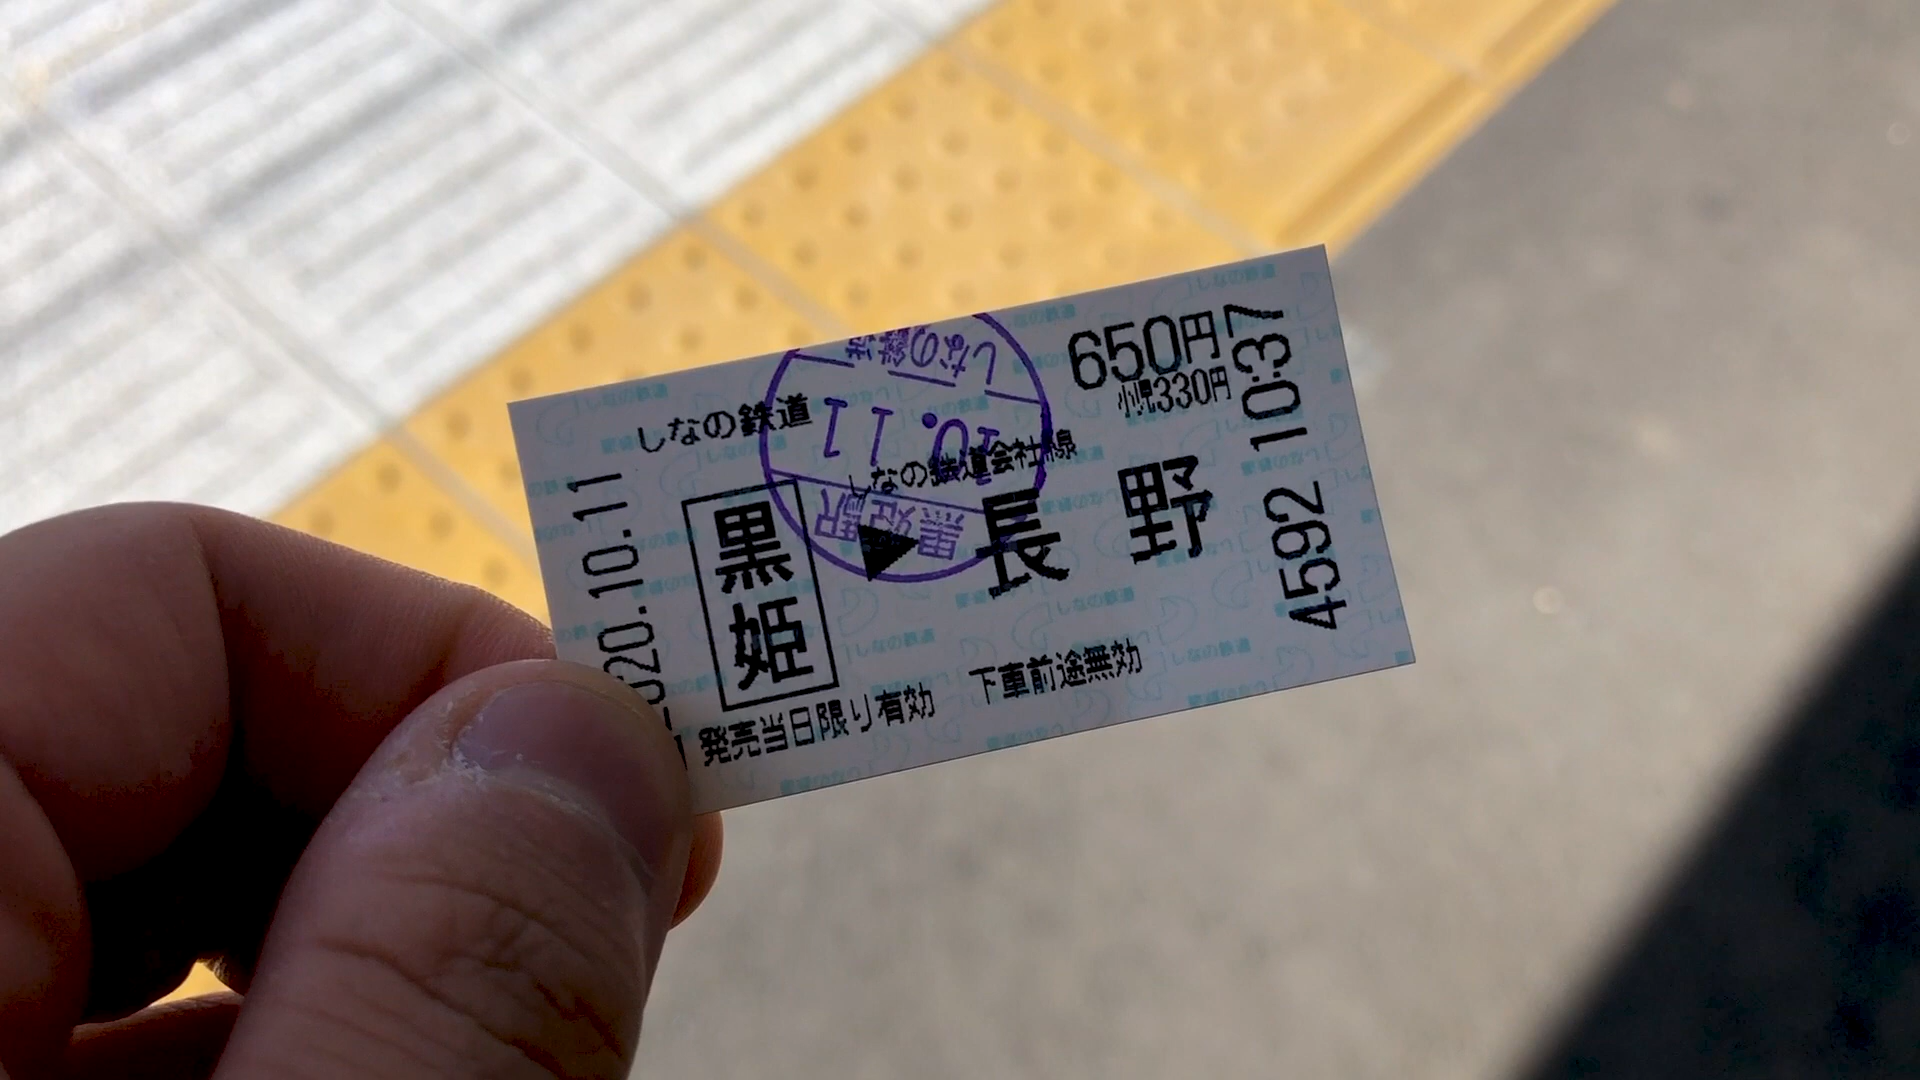 しなの鉄道
650円
小児330円
しなの鉄道会社線
黒姫 ▶ 長野
発売当日限り有効 下車前途無効
020.10.11
4592 10:37
しなの鉄道
10.11
黒姫駅